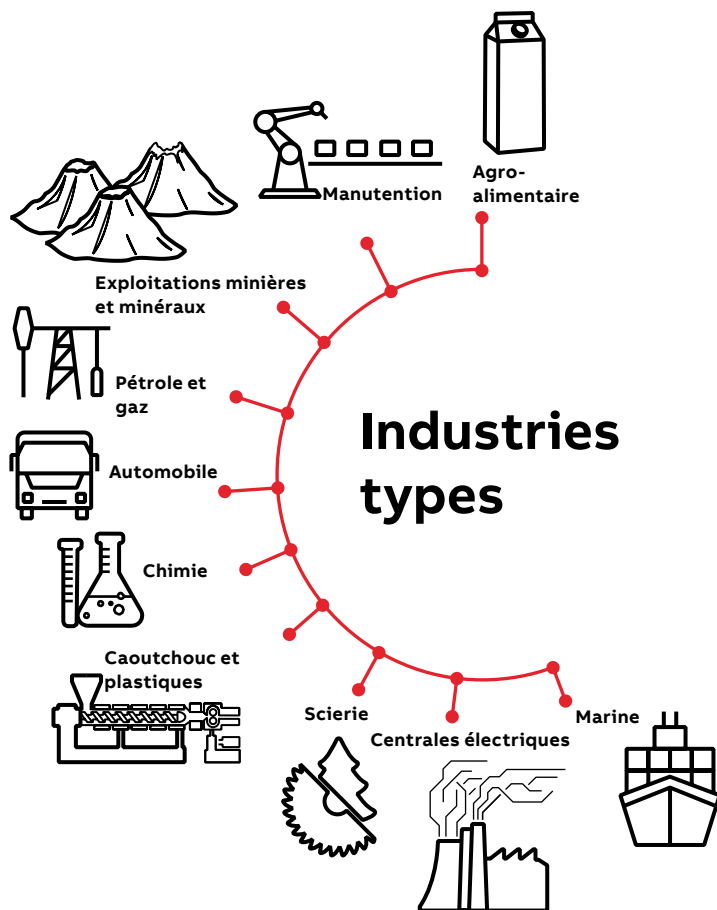 Agro-
alimentaire
Manutention
Exploitations minières
et minéraux
Pétrole et
gaz
Automobile
Chimie
Caoutchouc et
plastiques
Scierie
Centrales électriques
Marine
Industries
types